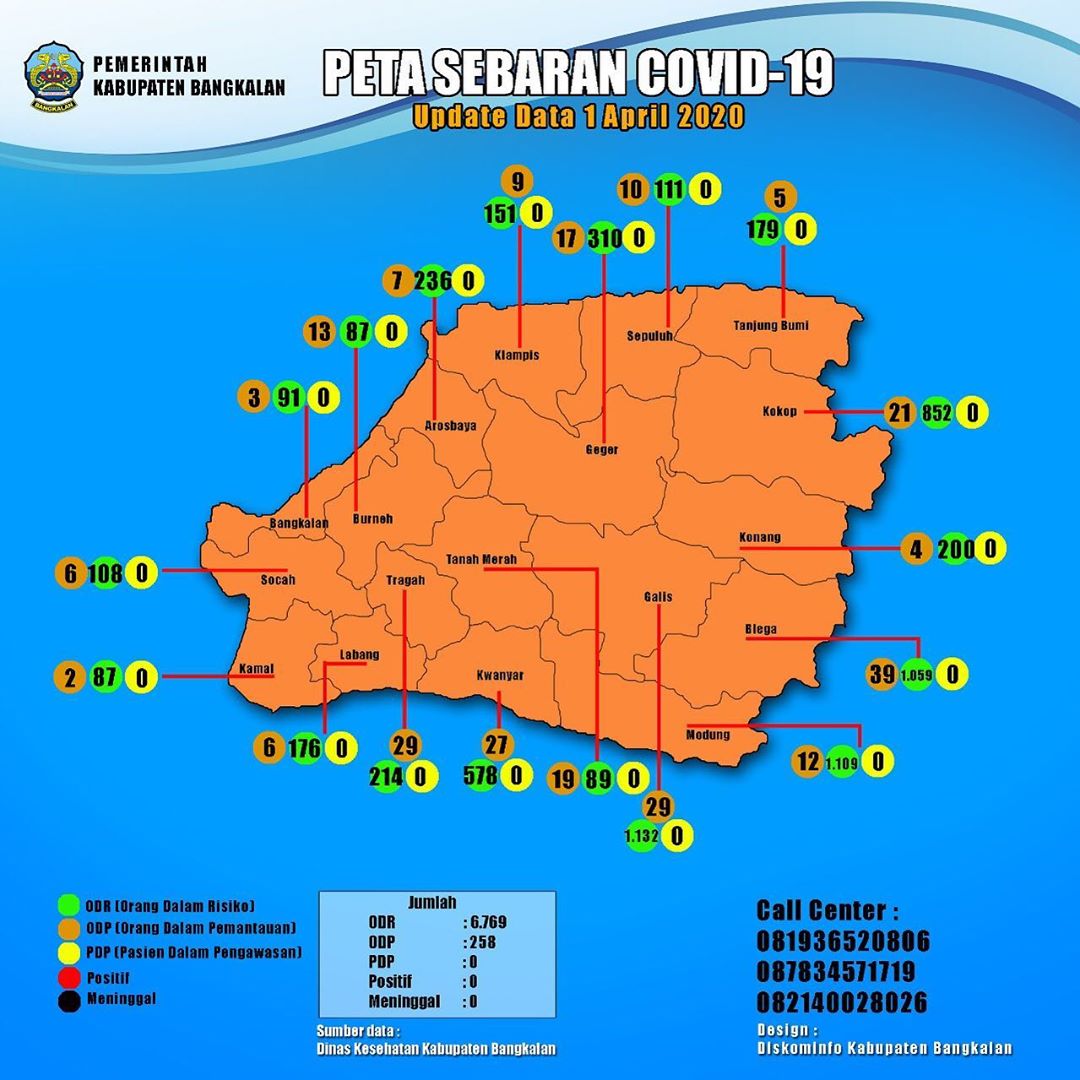 PEMERINTAH
KABUPATEN BANGKALAN
BANGKALAN
PETA SEBARAN COVID-19
Update Data 1 April 2020
9
151 0
10 111 0
5
179 0
17 310 0
7 236 0
13 87 0
3 91 0
Klampis
Sepuluh
Tanjung Bumi
Arosbaya
Geger
Kokop
21 852 0
Bangkalan
Burneh
Tanah Merah
Konang
4 200 0
6 108 0
Socah
Tragah
Galis
Blega
39 1.059 0
2 87 0
Kamal
Labang
Kwanyar
Modung
12 1.109 0
6 176 0
29
214 0
27
578 0
19 89 0
29
1.132 0
ODR (Orang Dalam Risiko)
ODP (Orang Dalam Pemantauan)
PDP (Pasien Dalam Pengawasan)
Positif
Meninggal
Jumlah
ODR : 6.769
ODP : 258
PDP : 0
Positif : 0
Meninggal : 0
Sumber data :
Dinas Kesehatan Kabupaten Bangkalan
Call Center :
081936520806
087834571719
082140028026
Design :
Diskominfo Kabupaten Bangkalan